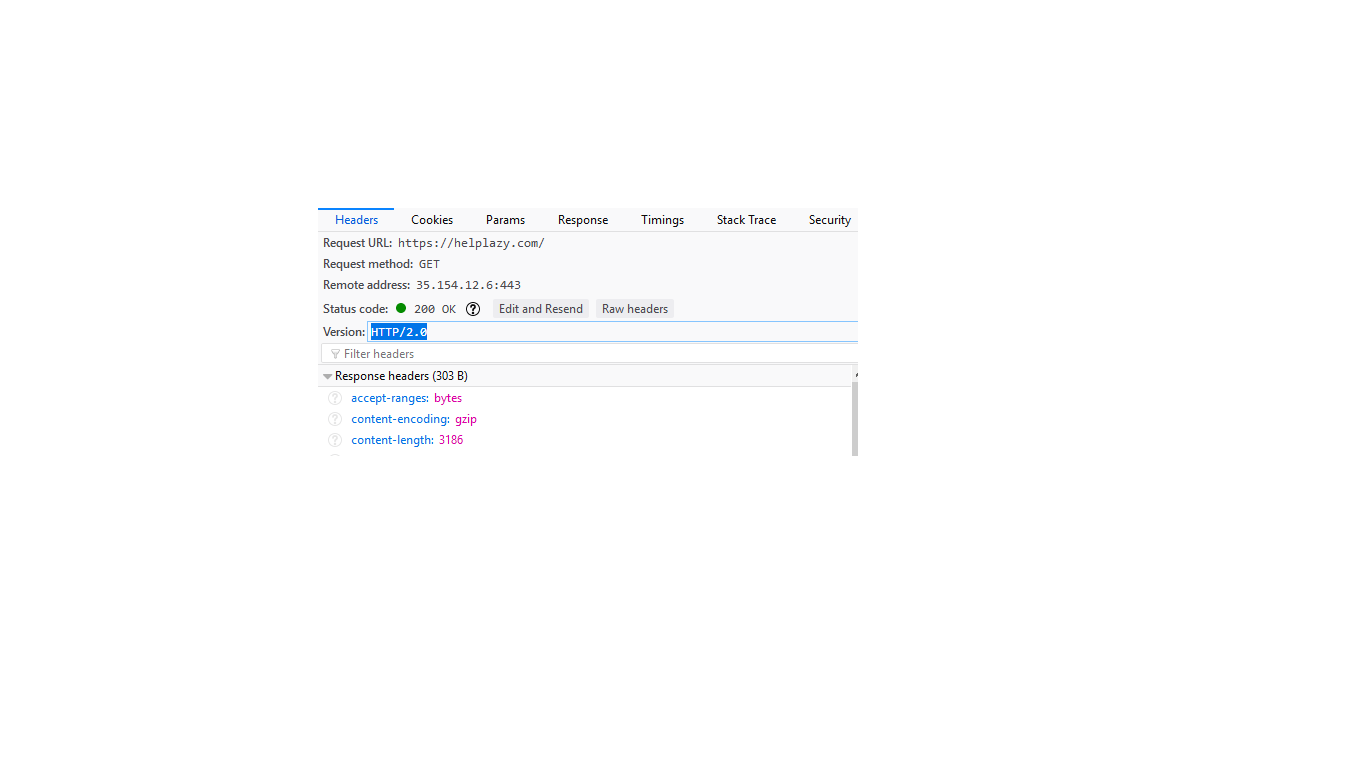 Headers Cookies Params Response Timings Stack Trace Security
Request URL: https://helplazy.com/
Request method: GET
Remote address: 35.154.12.6:443
Status code: 200 OK ? Edit and Resend Raw headers
Version: HTTP/2.0
Filter headers
Response headers (303 B)
? accept-ranges: bytes
? content-encoding: gzip
? content-length: 3186